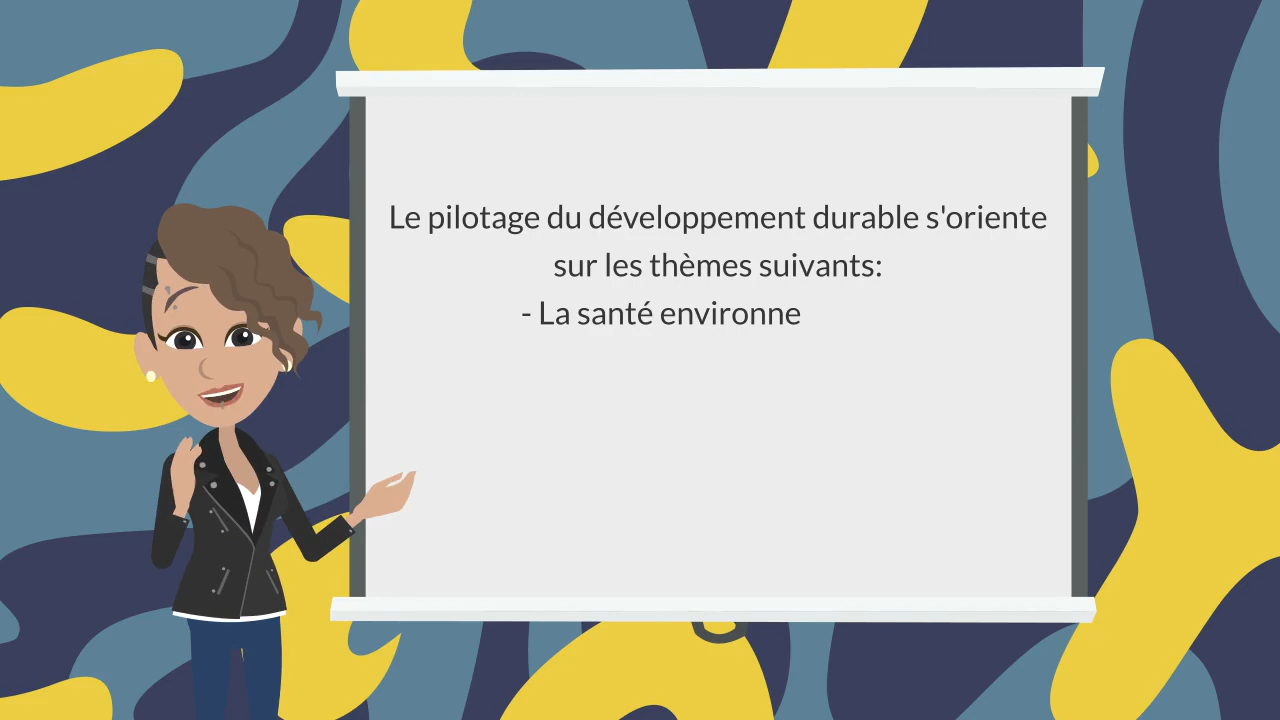 Le pilotage du développement durable s'oriente
sur les thèmes suivants:
- La santé environne